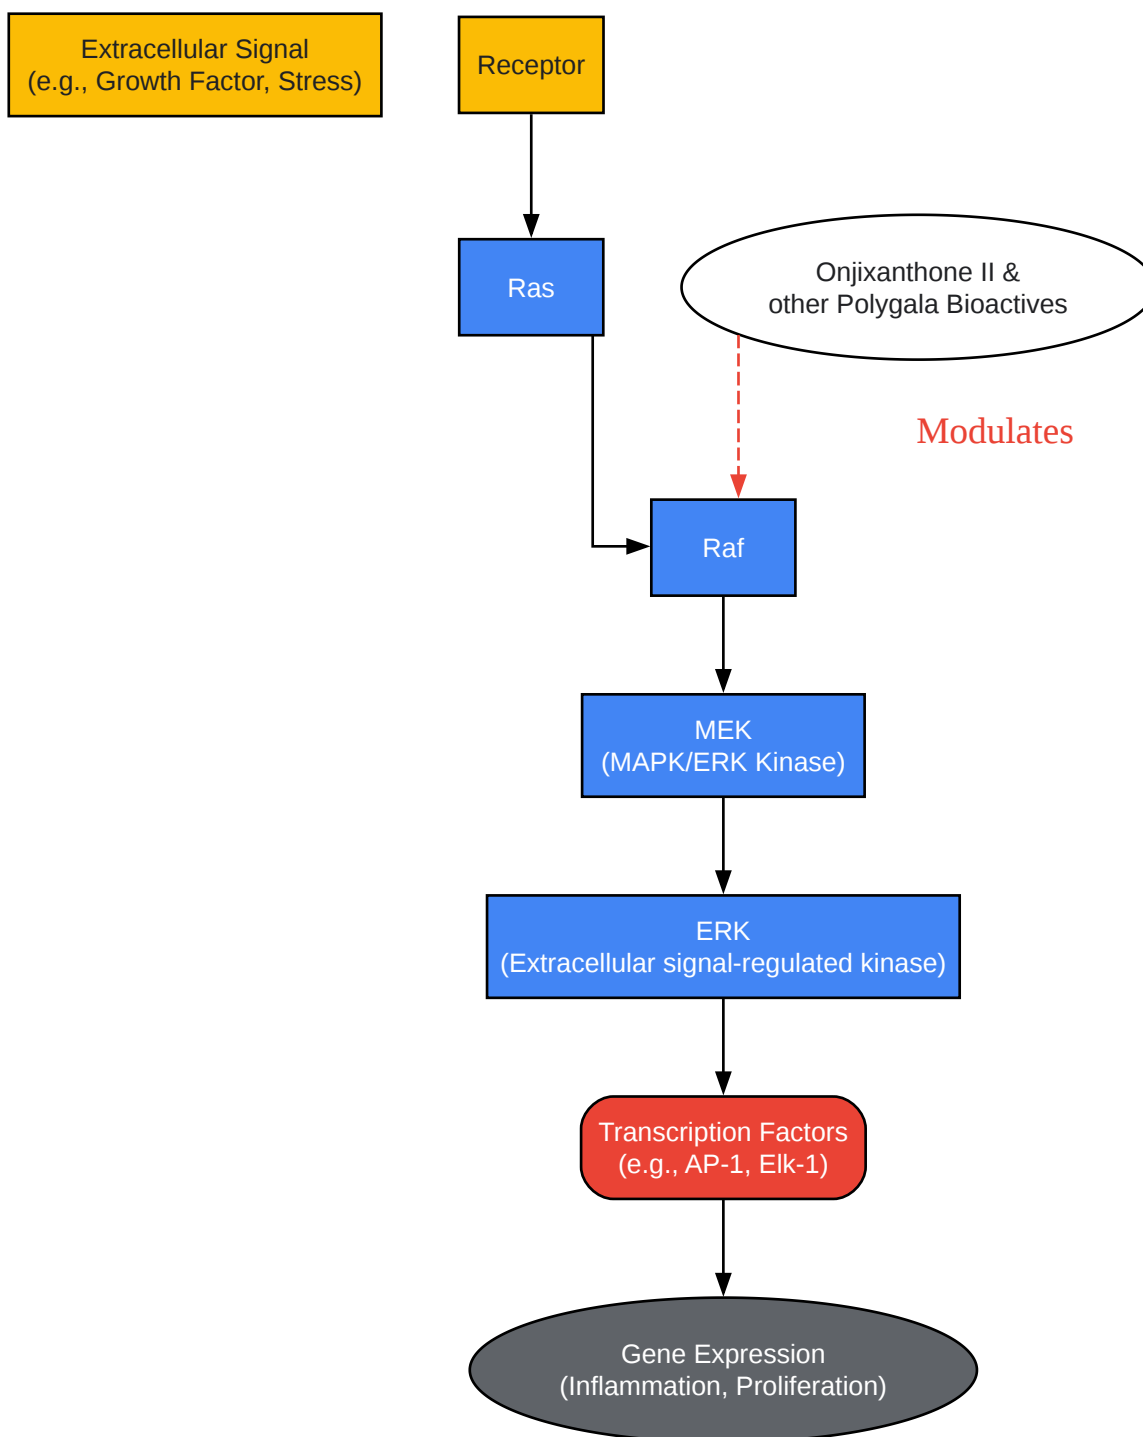 Extracellular Signal
(e.g., Growth Factor, Stress)
Receptor
Ras
Onjixanthone II &
other Polygala Bioactives
Modulates
Raf
MEK
(MAPK/ERK Kinase)
ERK
(Extracellular signal-regulated kinase)
Transcription Factors
(e.g., AP-1, Elk-1)
Gene Expression
(Inflammation, Proliferation)